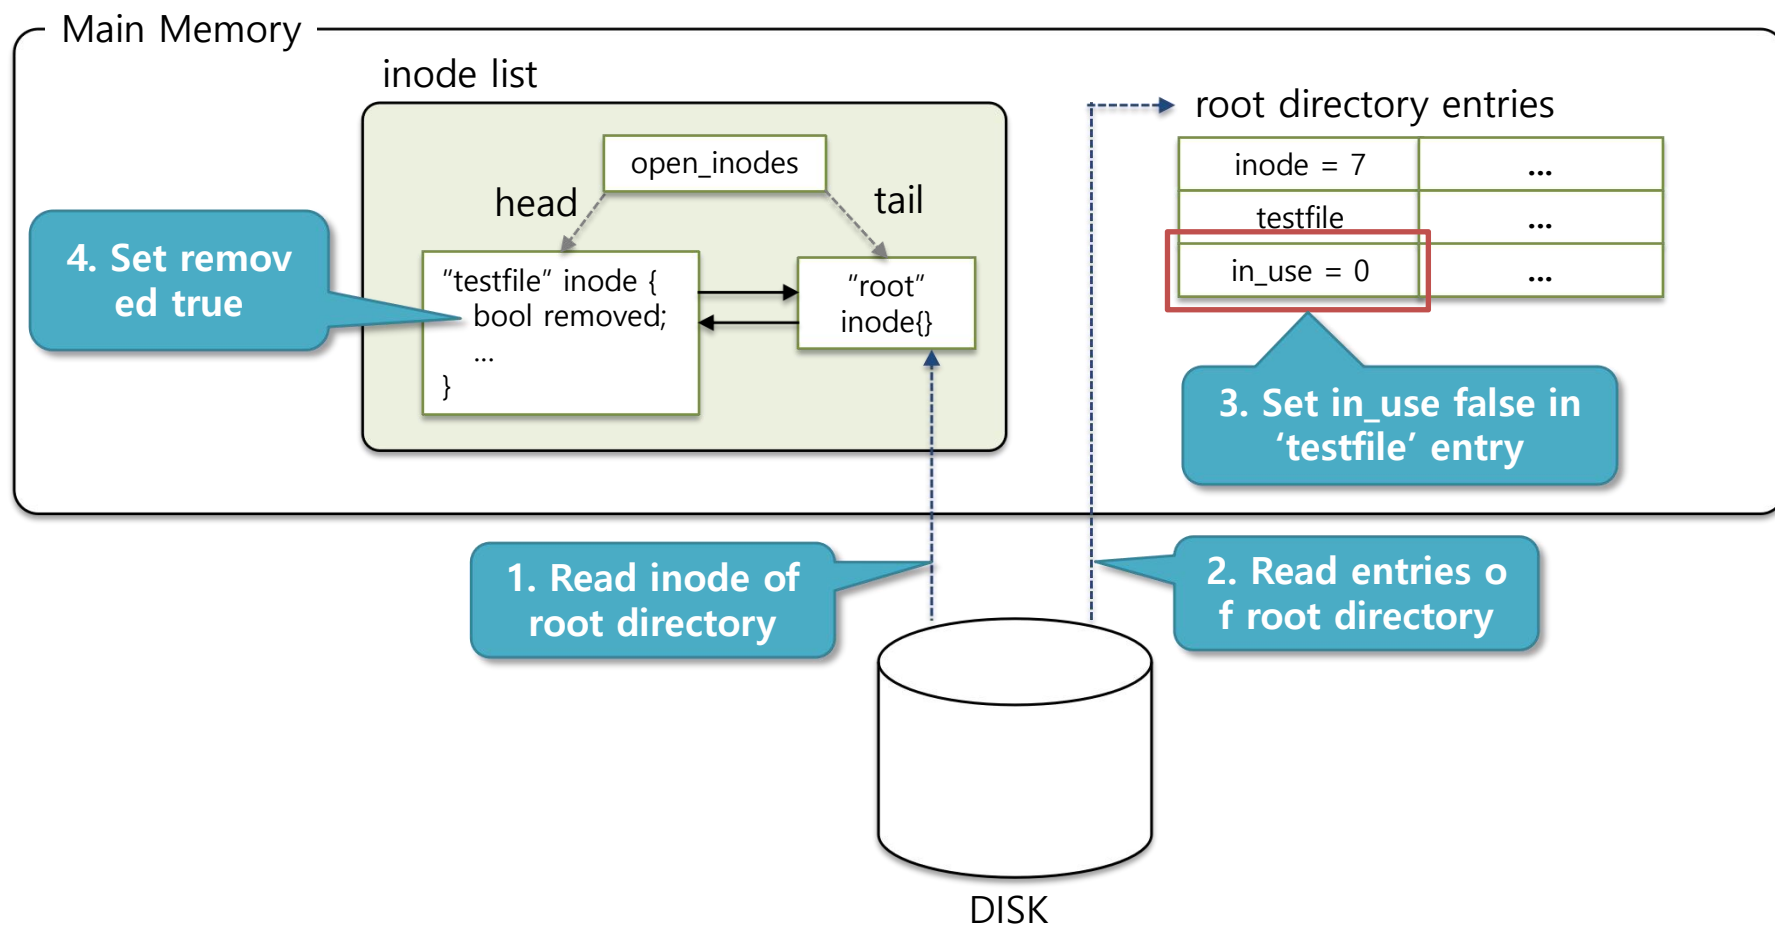 Main Memory
inode list
open_inodes
head
tail
"testfile" inode {
bool removed;
...
}
"root"
inode{}
4. Set remov
ed true
root directory entries
inode = 7
...
testfile
...
in_use = 0
...
3. Set in_use false in
‘testfile’ entry
1. Read inode of
root directory
2. Read entries o
f root directory
DISK